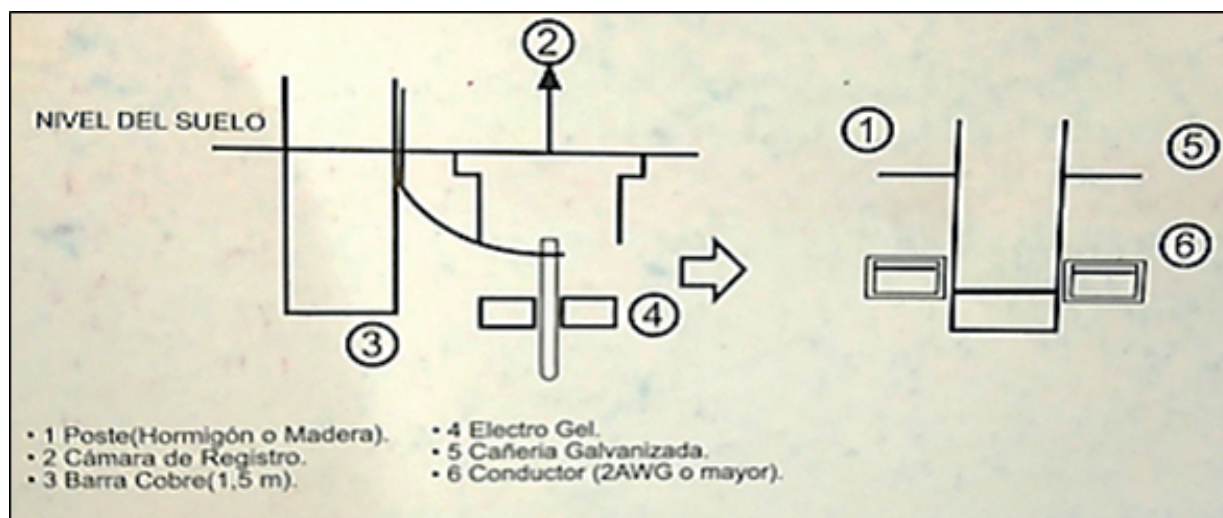 2
NIVEL DEL SUELO
1
5
6
4
3
• 1 Poste(Hormigón o Madera).
• 2 Cámara de Registro.
• 3 Barra Cobre(1,5 m).
• 4 Electro Gel.
• 5 Cañeria Galvanizada.
• 6 Conductor (2AWG o mayor).